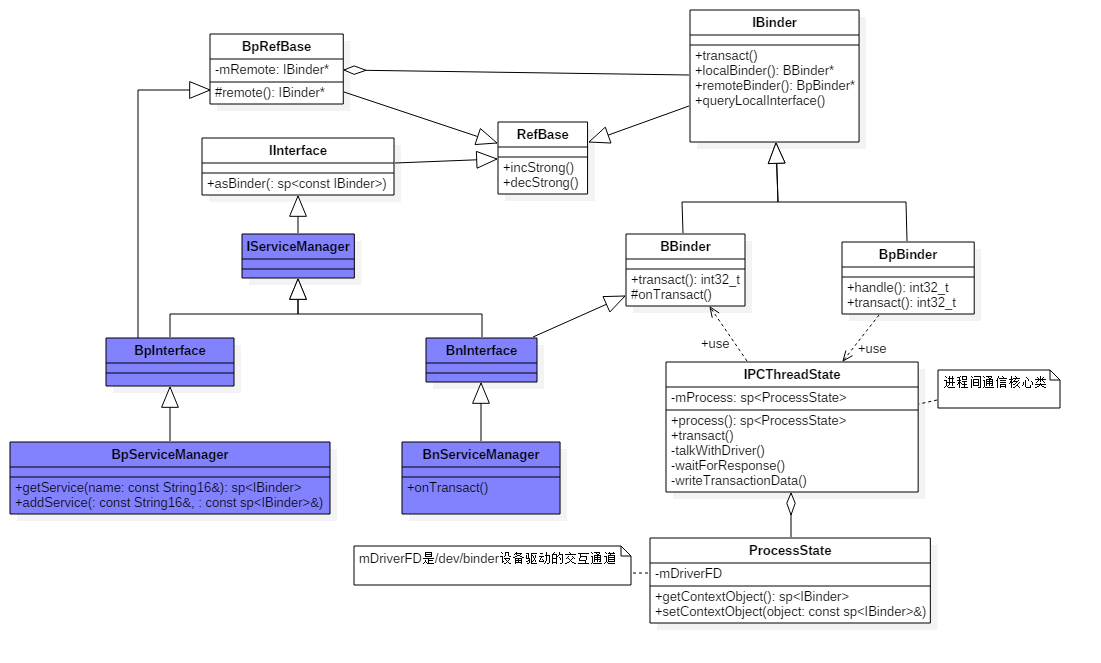 IBinder
+transact()
+localBinder(): BBinder*
+remoteBinder(): BpBinder*
+queryLocalInterface()
BpRefBase
-mRemote: IBinder*
#remote(): IBinder*
RefBase
+incStrong()
+decStrong()
IInterface
+asBinder(: sp<const IBinder>)
IServiceManager
BBinder
+transact(): int32_t
#onTransact()
BpBinder
+handle(): int32_t
+transact(): int32_t
+use
+use
BpInterface
BnInterface
IPCThreadState
-mProcess: sp<ProcessState>
+process(): sp<ProcessState>
+transact()
-talkWithDriver()
-waitForResponse()
-writeTransactionData()
进程间通信核心类
BpServiceManager
+getService(name: const String16&): sp<IBinder>
+addService(: const String16&, : const sp<IBinder>&)
BnServiceManager
+onTransact()
mDriverFD是/dev/binder设备驱动的交互通道
ProcessState
-mDriverFD
+getContextObject(): sp<IBinder>
+setContextObject(object: const sp<IBinder>&)